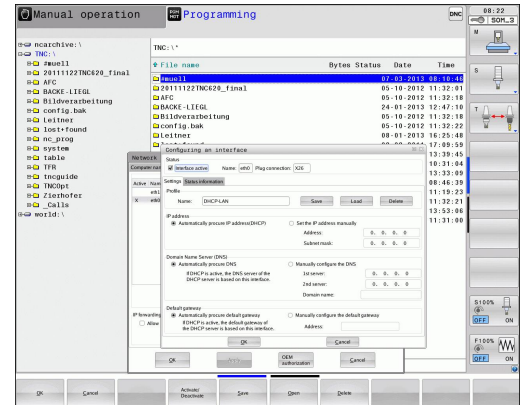 Manual operation
PGM MGT Programming
DNC
08:22
SOM_3
ncarchive:\
TNC:\
#muell
20111122TNC620_final
AFC
BACKE-LIEGL
Bildverarbeitung
config.bak
Leitner
lost+found
nc_prog
system
table
TFR
tncguide
TNCOpt
Zierhofer
_Calls
world:\
TNC:\*
File name Bytes Status Date Time
#muell 07-03-2013 08:10:40
20111122TNC620_final 05-10-2012 11:32:01
AFC 05-10-2012 11:32:18
BACKE-LIEGL 24-01-2013 12:47:10
Bildverarbeitung 05-10-2012 11:32:18
config.bak 05-10-2012 11:32:22
Leitner 08-01-2013 16:25:48
17:09:59
13:39:45
10:31:04
13:33:09
08:46:39
11:19:23
11:32:21
13:53:06
11:31:00
Network
Computer name
Active Name
eth1
X eth0
IP forwarding
Allow
Configuring an interface
Status
Interface active Name: eth0 Plug connection: X26
Settings Status information
Profile
Name: DHCP-LAN Save Load Delete
IP address
Automatically procure IP address(DHCP) Set the IP address manually
Address: 0. 0. 0. 0
Subnet mask: 0. 0. 0. 0
Domain Name Server (DNS)
Automatically procure DNS Manually configure the DNS
If DHCP is active, the DNS server of the 1st server: 0. 0. 0. 0
DHCP server is based on this interface. 2nd server: 0. 0. 0. 0
Domain name:
Default gateway
Automatically procure default gateway Manually configure the default gateway
If DHCP is active, the default gateway of Address:
the DHCP server is based on this interface.
OK Cancel
OK OEM authorization Cancel
M
S
T
S100%
OFF ON
F100%
OFF ON
OK Cancel Activate/ Deactivate Save Open Delete